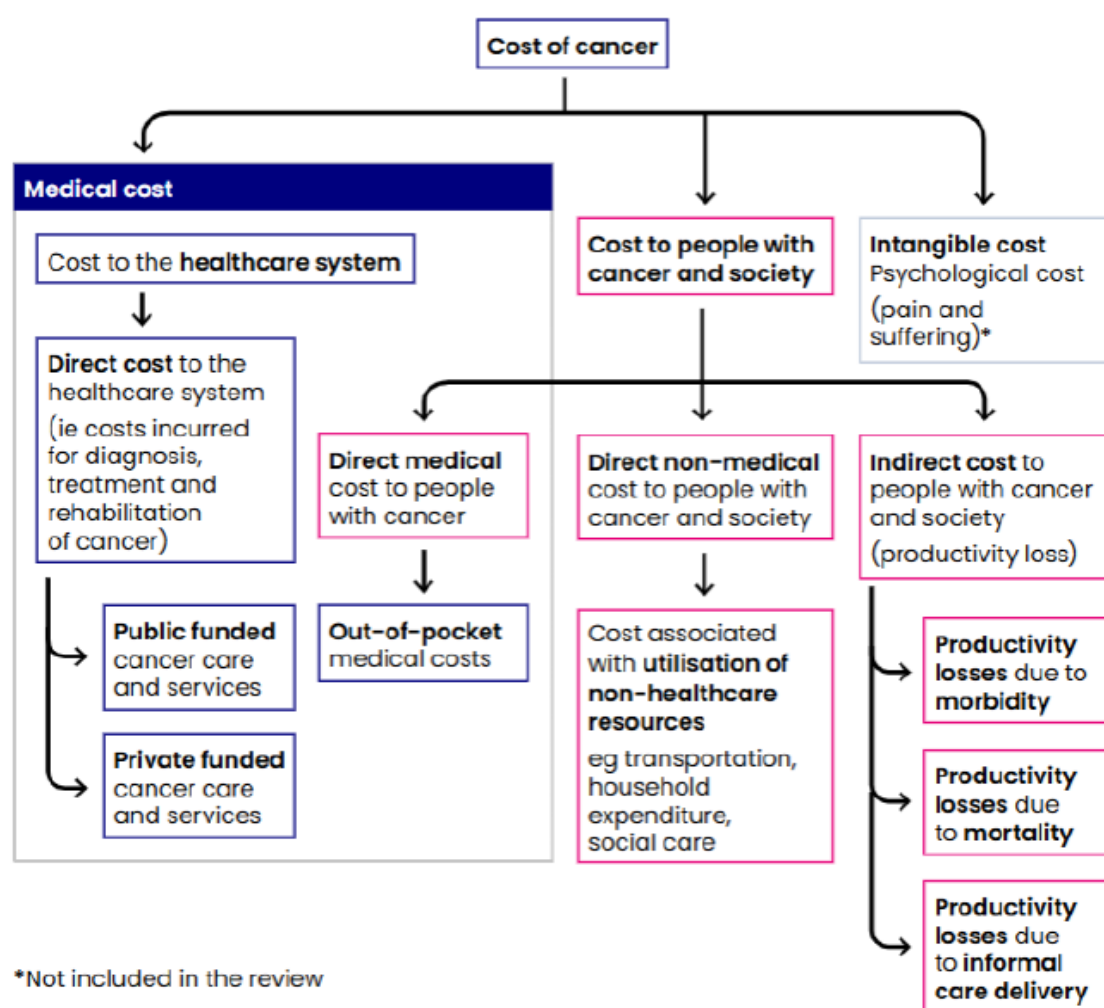 Cost of cancer
Medical cost
Cost to the healthcare system
Direct cost to the
healthcare system
(ie costs incurred
for diagnosis,
treatment and
rehabilitation
of cancer)
Public funded
cancer care
and services
Private funded
cancer care
and services
Cost to people with
cancer and society
Direct medical
cost to people
with cancer
Out-of-pocket
medical costs
Direct non-medical
cost to people with
cancer and society
Cost associated
with utilisation of
non-healthcare
resources
eg transportation,
household
expenditure,
social care
Intangible cost
Psychological cost
(pain and
suffering)*
Indirect cost to
people with cancer
and society
(productivity loss)
Productivity
losses due to
morbidity
Productivity
losses due
to mortality
Productivity
losses due
to informal
care delivery
*Not included in the review